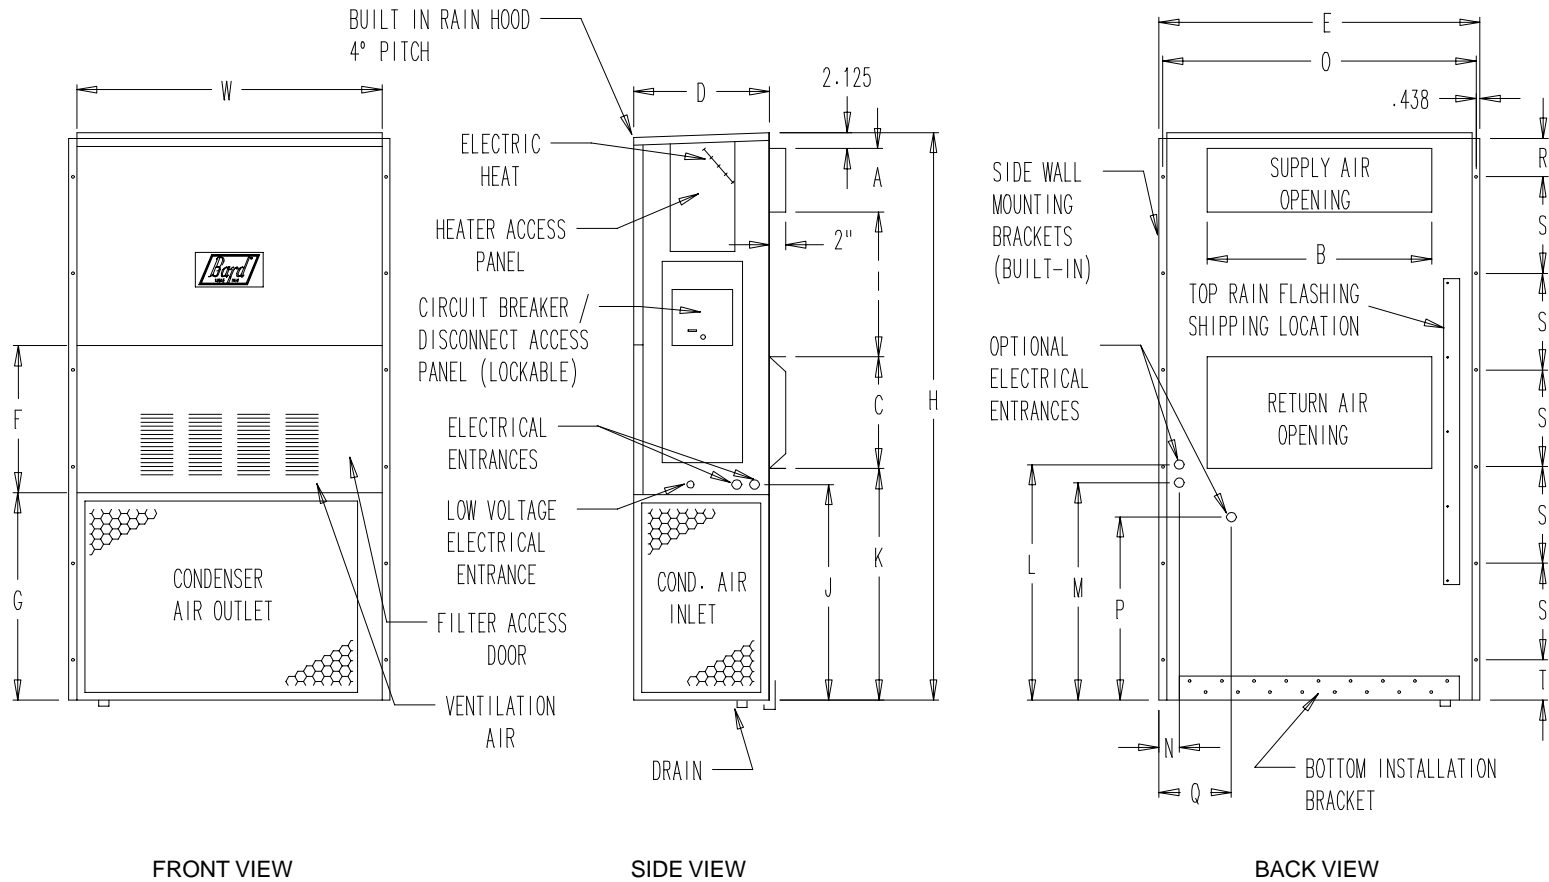 BUILT IN RAIN HOOD
4° PITCH
W
Bard
F
G
CONDENSER
AIR OUTLET
FRONT VIEW
D
2.125
ELECTRIC
HEAT
HEATER ACCESS
PANEL
CIRCUIT BREAKER /
DISCONNECT ACCESS
PANEL (LOCKABLE)
ELECTRICAL
ENTRANCES
LOW VOLTAGE
ELECTRICAL
ENTRANCE
FILTER ACCESS
DOOR
VENTILATION
AIR
A
2"
C
H
K
J
COND. AIR
INLET
DRAIN
SIDE VIEW
E
O
.438
SIDE WALL
MOUNTING
BRACKETS
(BUILT-IN)
SUPPLY AIR
OPENING
B
TOP RAIN FLASHING
SHIPPING LOCATION
OPTIONAL
ELECTRICAL
ENTRANCES
RETURN AIR
OPENING
R
S
S
S
S
S
T
L
M
P
N
Q
BOTTOM INSTALLATION
BRACKET
BACK VIEW